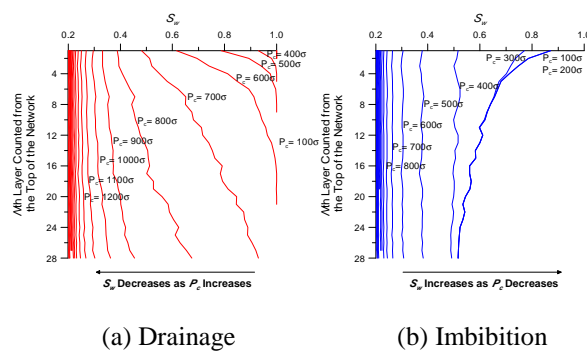 S_w
0.2 0.4 0.6 0.8 1.0
4
8
12
16
20
24
28
Nth Layer Counted from
the Top of the Network
P_c=400σ
P_c=500σ
P_c=600σ
P_c=700σ
P_c=800σ
P_c=100σ
P_c=900σ
P_c=1000σ
P_c=1100σ
P_c=1200σ
S_w Decreases as P_c Increases
(a) Drainage
S_w
0.2 0.4 0.6 0.8 1.0
4
8
12
16
20
24
28
Nth Layer Counted from
the Top of the Network
P_c=300σ
P_c=100σ
P_c=200σ
P_c=400σ
P_c=500σ
P_c=600σ
P_c=700σ
P_c=800σ
S_w Increases as P_c Decreases
(b) Imbibition